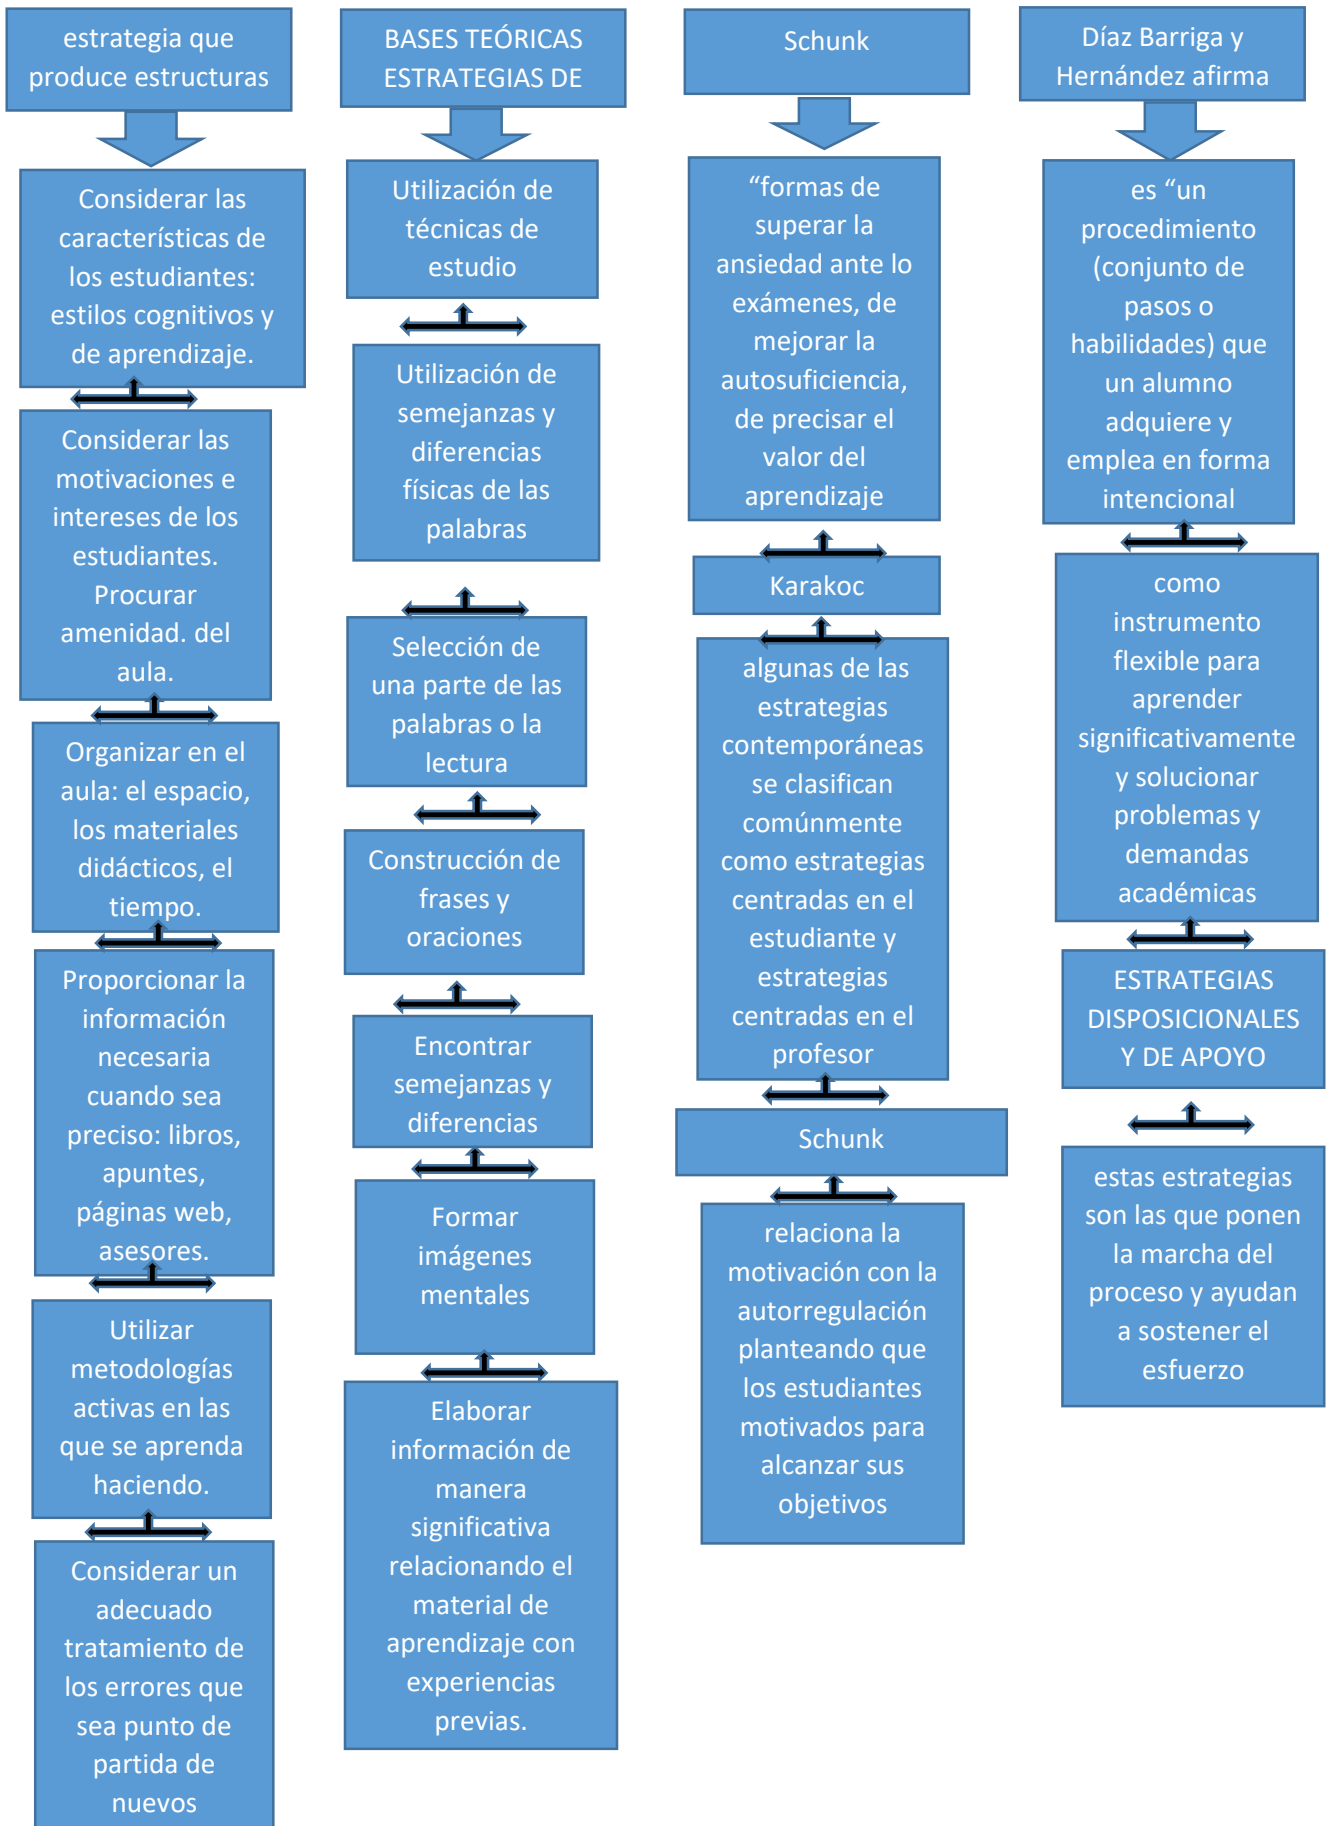 estrategia que
produce estructuras
Considerar las
características de
los estudiantes:
estilos cognitivos y
de aprendizaje.
Considerar las
motivaciones e
intereses de los
estudiantes.
Procurar
amenidad. del
aula.
Organizar en el
aula: el espacio,
los materiales
didácticos, el
tiempo.
Proporcionar la
información
necesaria
cuando sea
preciso: libros,
apuntes,
páginas web,
asesores.
Utilizar
metodologías
activas en las
que se aprenda
haciendo.
Considerar un
adecuado
tratamiento de
los errores que
sea punto de
partida de
nuevos
BASES TEÓRICAS
ESTRATEGIAS DE
Utilización de
técnicas de
estudio
Utilización de
semejanzas y
diferencias
físicas de las
palabras
Selección de
una parte de las
palabras o la
lectura
Construcción de
frases y
oraciones
Encontrar
semejanzas y
diferencias
Formar
imágenes
mentales
Elaborar
información de
manera
significativa
relacionando el
material de
aprendizaje con
experiencias
previas.
Schunk
“formas de
superar la
ansiedad ante lo
exámenes, de
mejorar la
autosuficiencia,
de precisar el
valor del
aprendizaje
Karakoc
algunas de las
estrategias
contemporáneas
se clasifican
comúnmente
como estrategias
centradas en el
estudiante y
estrategias
centradas en el
profesor
Schunk
relaciona la
motivación con la
autorregulación
planteando que
los estudiantes
motivados para
alcanzar sus
objetivos
Díaz Barriga y
Hernández afirma
es “un
procedimiento
(conjunto de
pasos o
habilidades) que
un alumno
adquiere y
emplea en forma
intencional
como
instrumento
flexible para
aprender
significativamente
y solucionar
problemas y
demandas
académicas
ESTRATEGIAS
DISPOSICIONALES
Y DE APOYO
estas estrategias
son las que ponen
la marcha del
proceso y ayudan
a sostener el
esfuerzo